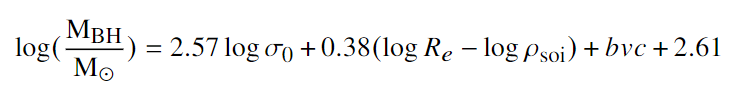 log(M_BH/M_⊙) = 2.57 log σ_0 + 0.38(log R_e − log ρ_soi) + bvc + 2.61